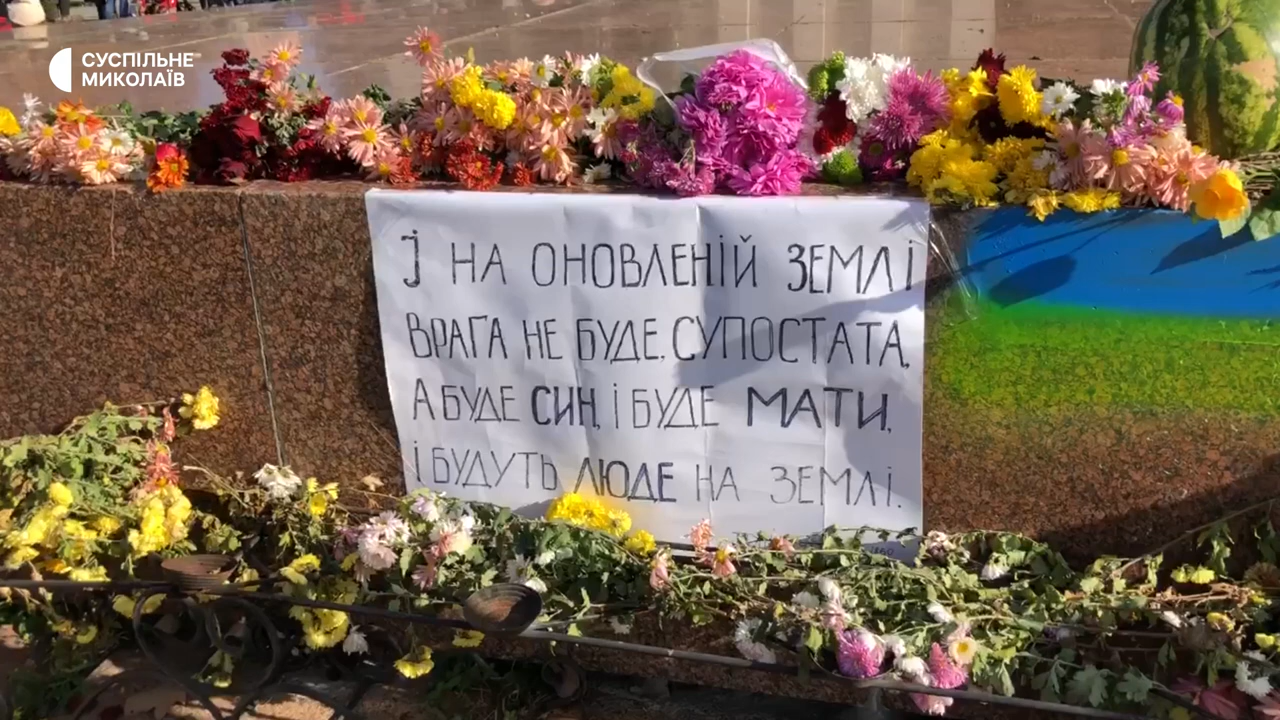 СУСПІЛЬНЕ
МИКОЛАЇВ
І НА ОНОВЛЕНІЙ ЗЕМЛІ
ВРАГА НЕ БУДЕ, СУПОСТАТА,
А БУДЕ СИН, І БУДЕ МАТИ,
І БУДУТЬ ЛЮДЕ НА ЗЕМЛІ.